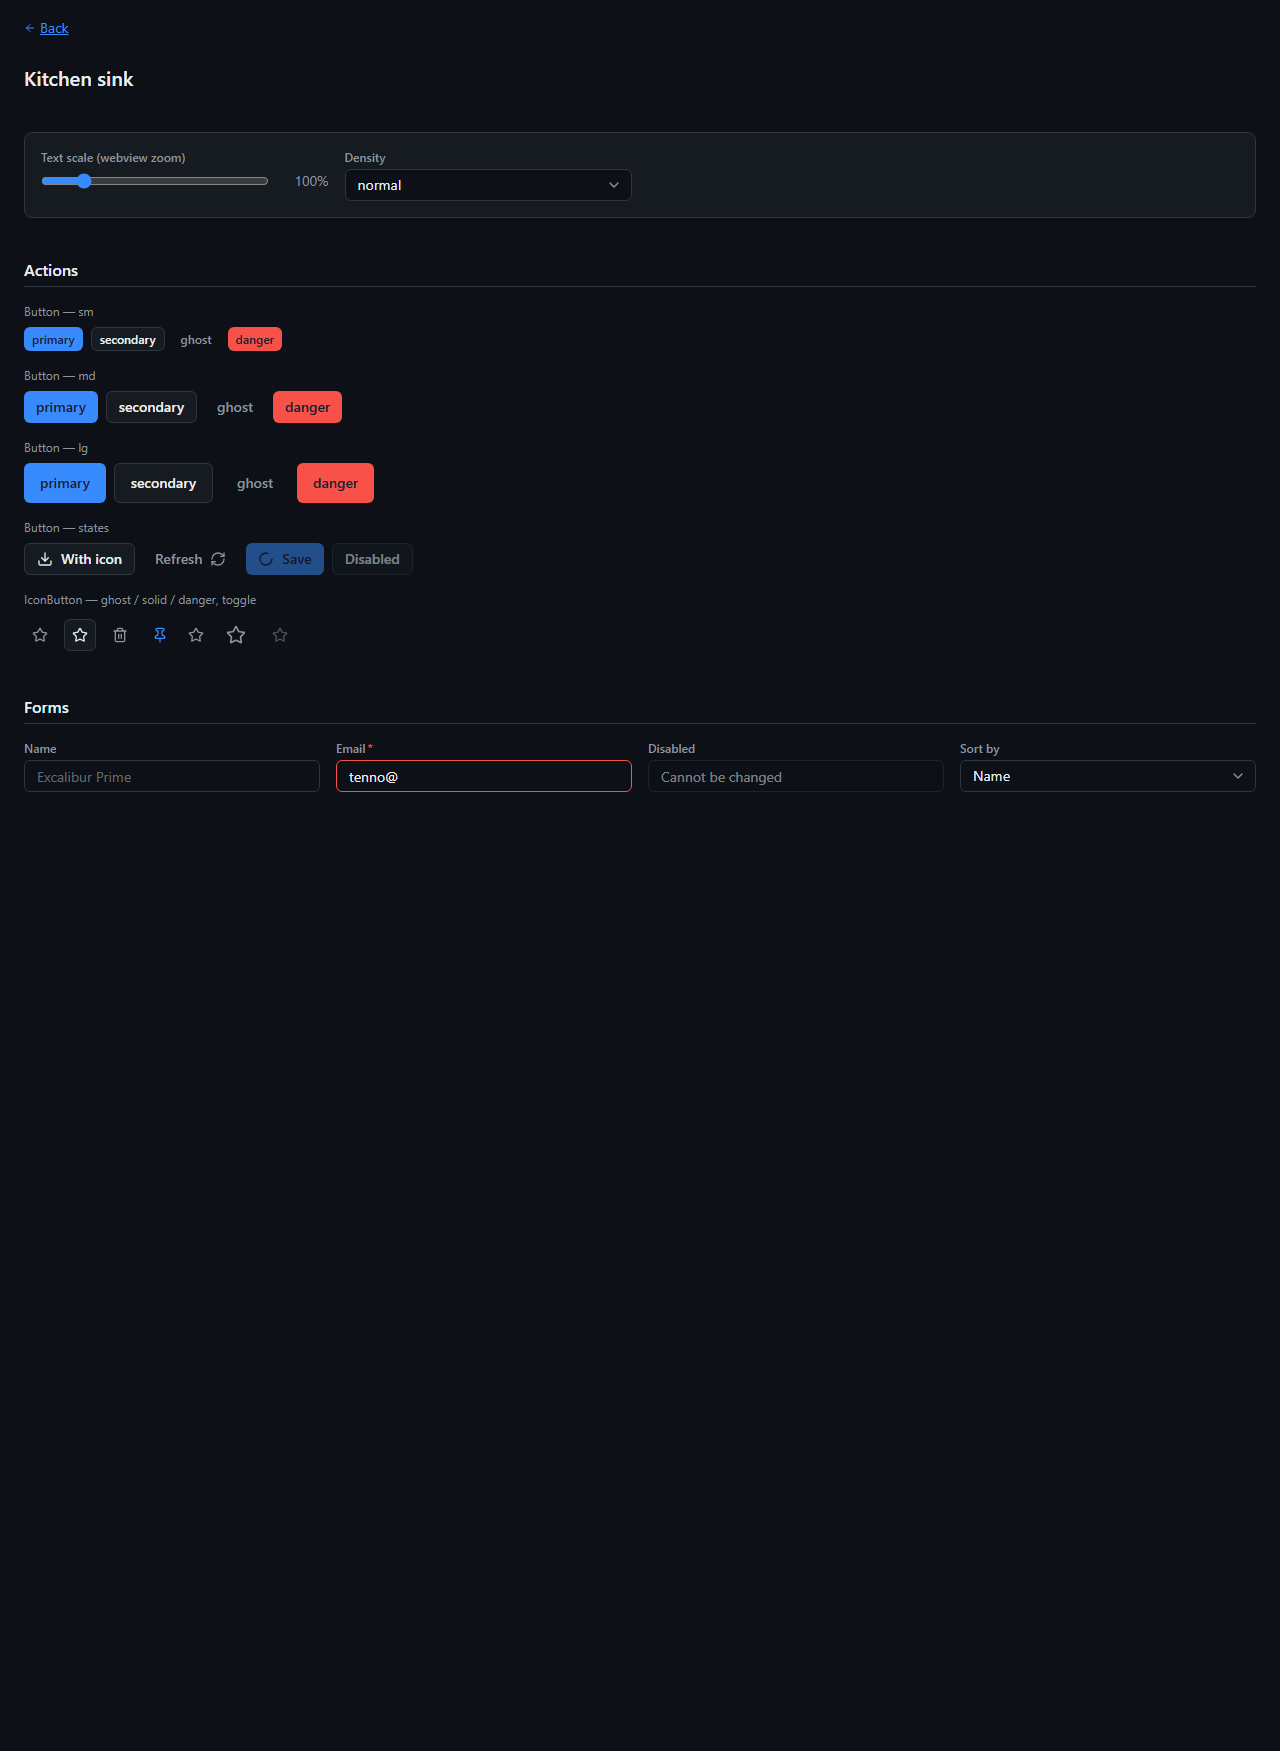 ← Back
Kitchen sink
Text scale (webview zoom)
Density
100%
normal
Actions
Button — sm
primary secondary ghost danger
Button — md
primary secondary ghost danger
Button — lg
primary secondary ghost danger
Button — states
With icon Refresh Save Disabled
IconButton — ghost / solid / danger, toggle
Forms
Name Email * Disabled Sort by
Excalibur Prime tenno@ Cannot be changed Name